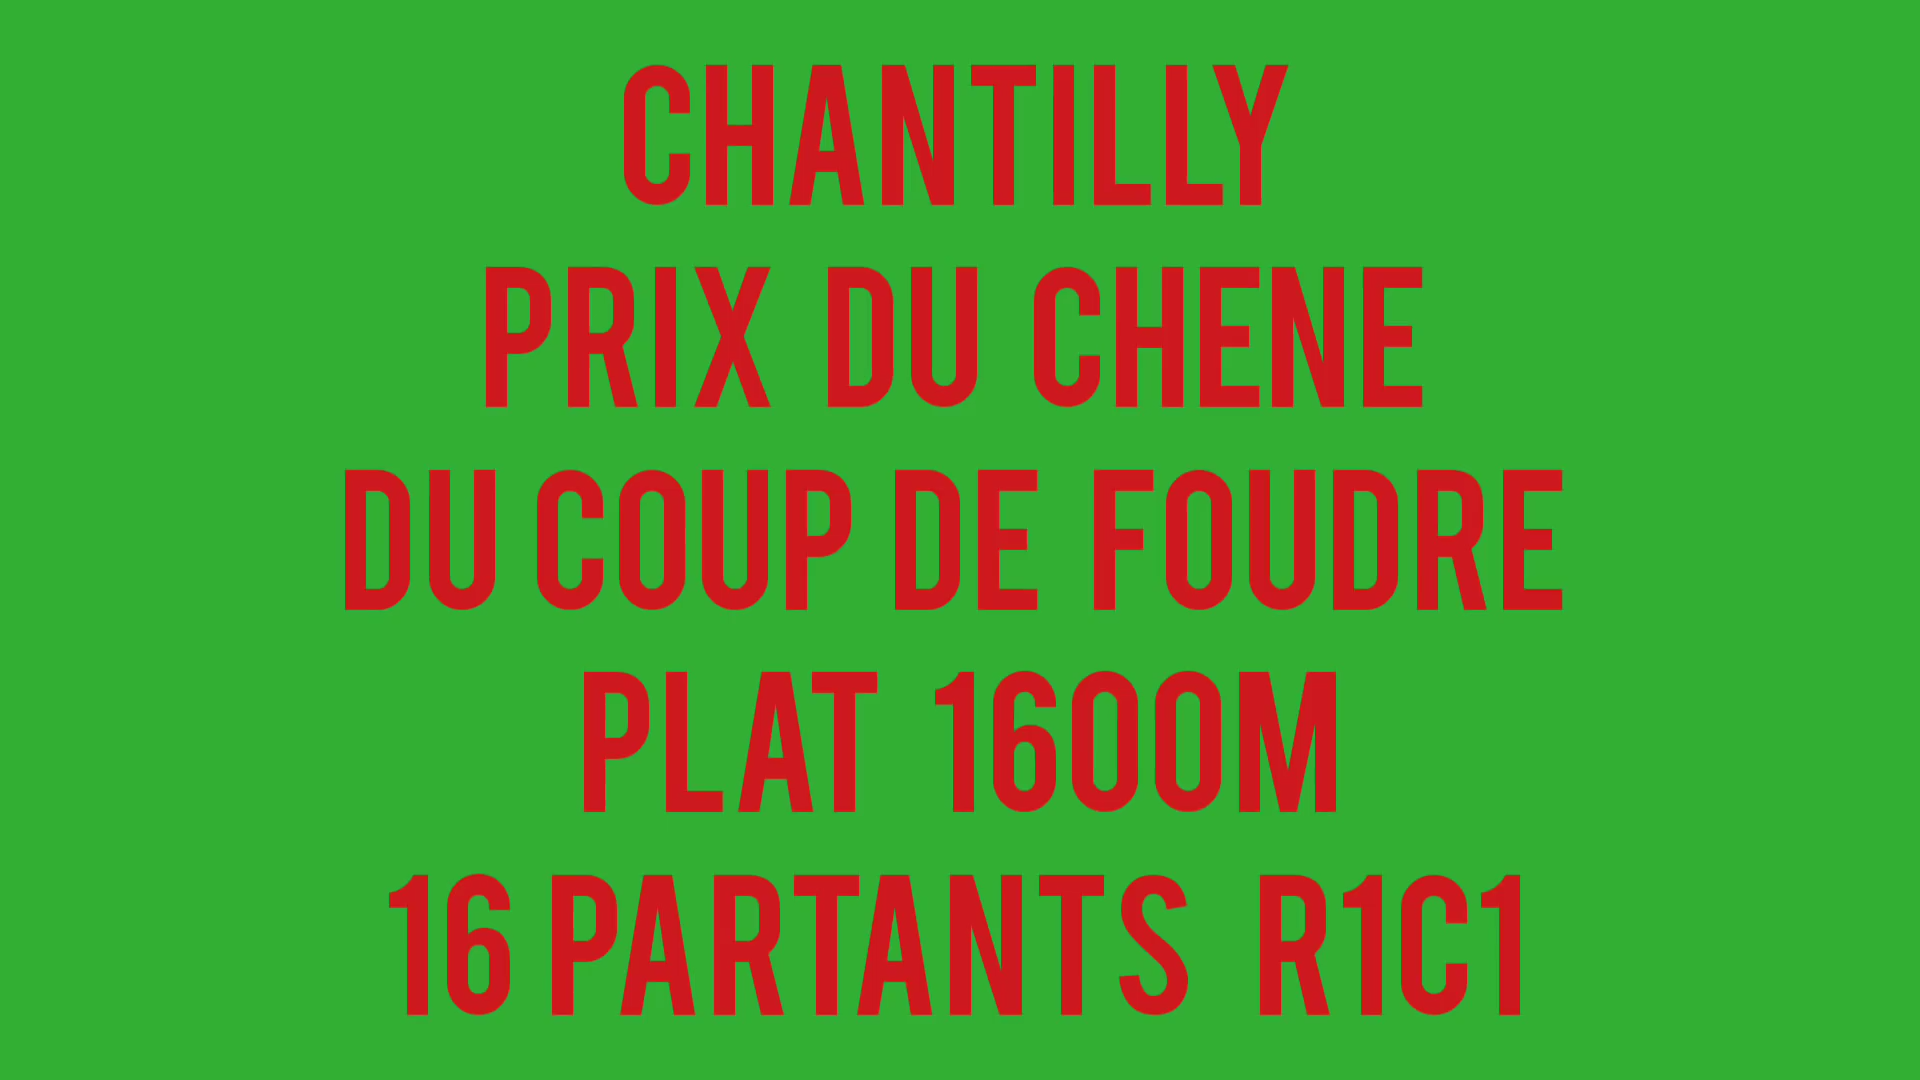 CHANTILLY
PRIX DU CHENE
DU COUP DE FOUDRE
PLAT 1600M
16 PARTANTS R1C1